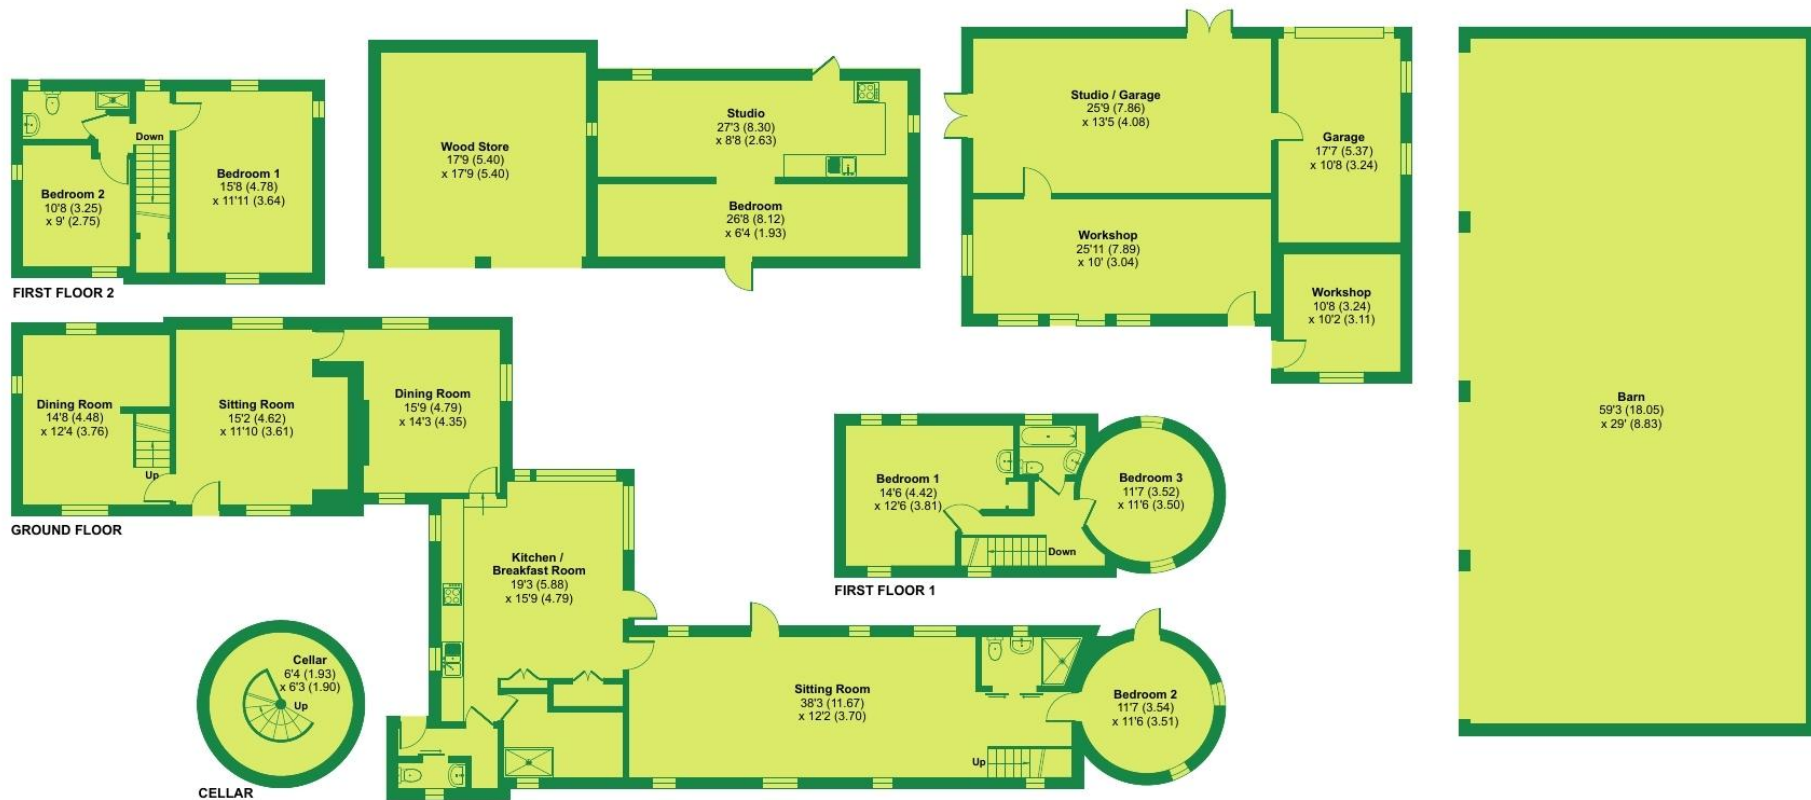 Down
Bedroom 1
15'8 (4.78)
x 11'11 (3.64)
Bedroom 2
10'8 (3.25)
x 9' (2.75)
FIRST FLOOR 2
Wood Store
17'9 (5.40)
x 17'9 (5.40)
Studio
27'3 (8.30)
x 8'8 (2.63)
Bedroom
26'8 (8.12)
x 6'4 (1.93)
Studio / Garage
25'9 (7.86)
x 13'5 (4.08)
Garage
17'7 (5.37)
x 10'8 (3.24)
Workshop
25'11 (7.89)
x 10' (3.04)
Workshop
10'8 (3.24)
x 10'2 (3.11)
Barn
59'3 (18.05)
x 29' (8.83)
Dining Room
14'8 (4.48)
x 12'4 (3.76)
Up
Sitting Room
15'2 (4.62)
x 11'10 (3.61)
Dining Room
15'9 (4.79)
x 14'3 (4.35)
GROUND FLOOR
Kitchen /
Breakfast Room
19'3 (5.88)
x 15'9 (4.79)
Bedroom 1
14'6 (4.42)
x 12'6 (3.81)
Bedroom 3
11'7 (3.52)
x 11'6 (3.50)
Down
FIRST FLOOR 1
Cellar
6'4 (1.93)
x 6'3 (1.90)
Up
CELLAR
Sitting Room
38'3 (11.67)
x 12'2 (3.70)
Up
Bedroom 2
11'7 (3.54)
x 11'6 (3.51)